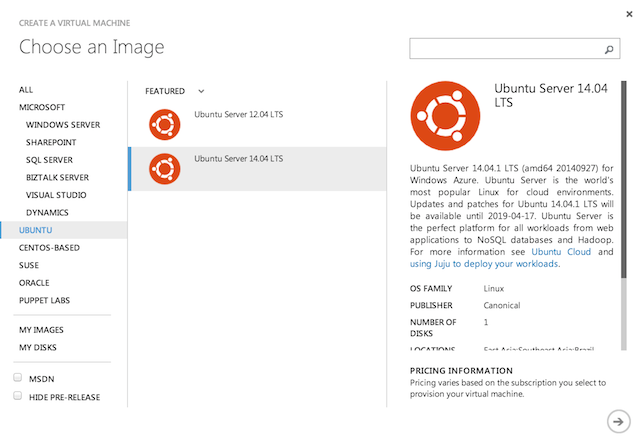 CREATE A VIRTUAL MACHINE
Choose an Image
ALL
MICROSOFT
WINDOWS SERVER
SHAREPOINT
SQL SERVER
BIZTALK SERVER
VISUAL STUDIO
DYNAMICS
UBUNTU
CENTOS-BASED
SUSE
ORACLE
PUPPET LABS
MY IMAGES
MY DISKS
MSDN
HIDE PRE-RELEASE
FEATURED
Ubuntu Server 12.04 LTS
Ubuntu Server 14.04 LTS
Ubuntu Server 14.04
LTS
Ubuntu Server 14.04.1 LTS (amd64 20140927) for
Windows Azure. Ubuntu Server is the world's
most popular Linux for cloud environments.
Updates and patches for Ubuntu 14.04.1 LTS will
be available until 2019-04-17. Ubuntu Server is
the perfect platform for all workloads from web
applications to NoSQL databases and Hadoop.
For more information see Ubuntu Cloud and
using Juju to deploy your workloads.
OS FAMILY Linux
PUBLISHER Canonical
NUMBER OF 1
DISKS
LOCATIONS East Asia;Southeast Asia;Brazil
PRICING INFORMATION
Pricing varies based on the subscription you select to
provision your virtual machine.